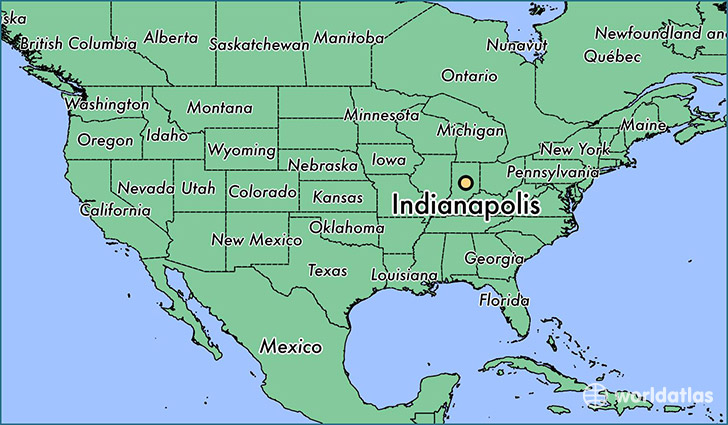 ska
British Columbia
Alberta
Saskatchewan
Manitoba
Nunavut
Newfoundland and
Québec
Ontario
Washington
Montana
Minnesota
Michigan
Maine
Oregon
Idaho
Wyoming
Nebraska
Iowa
New York
Pennsylvania
Nevada
Utah
Colorado
Kansas
California
Indianapolis
New Mexico
Oklahoma
Texas
Louisiana
Georgia
Florida
Mexico
worldatlas